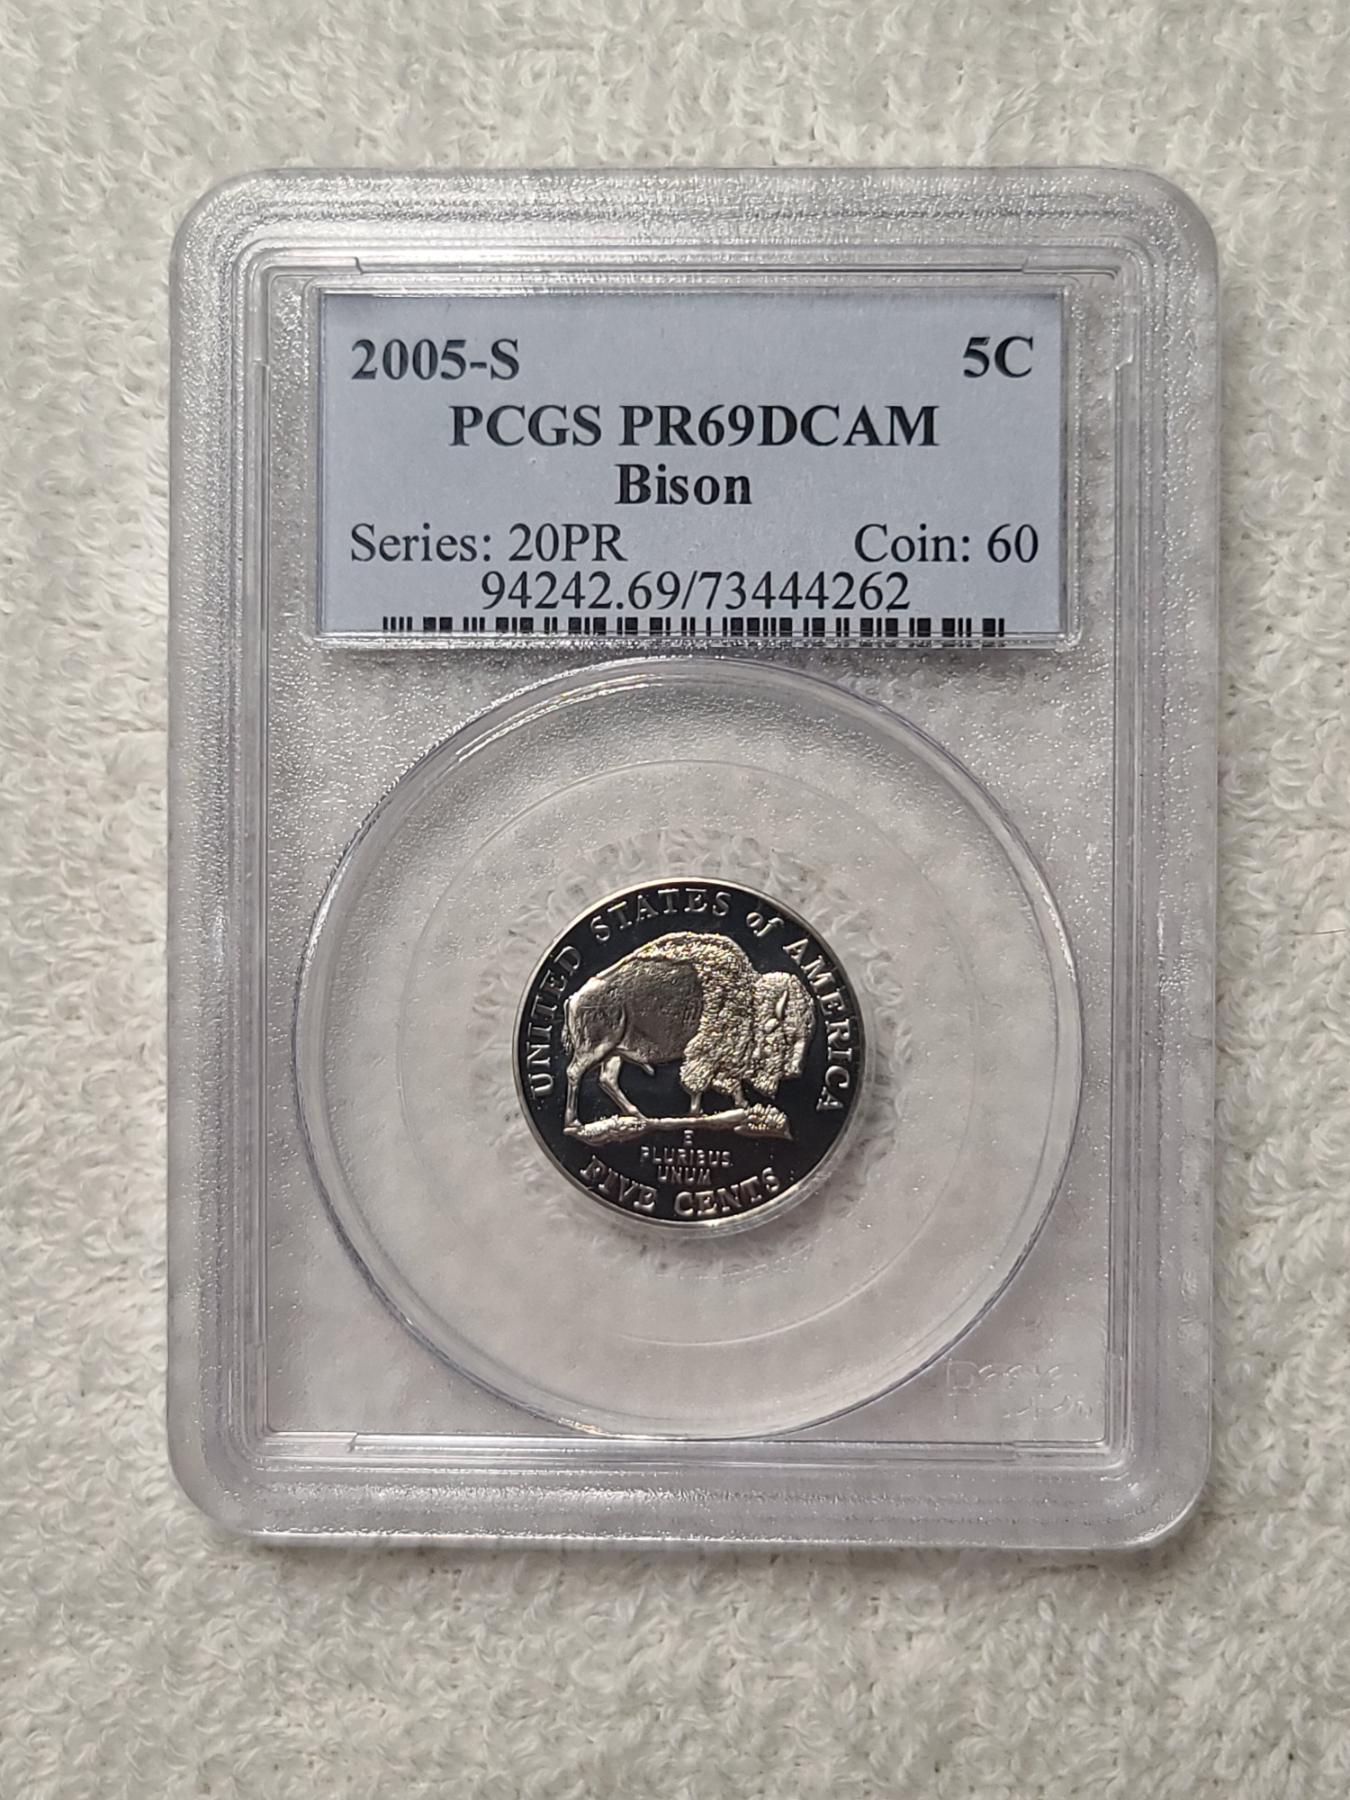 2005-S 5C
PCGS PR69DCAM
Bison
Series: 20PR Coin: 60
94242.69/73444262
UNITED STATES of AMERICA
E
PLURIBUS
UNUM
FIVE CENTS